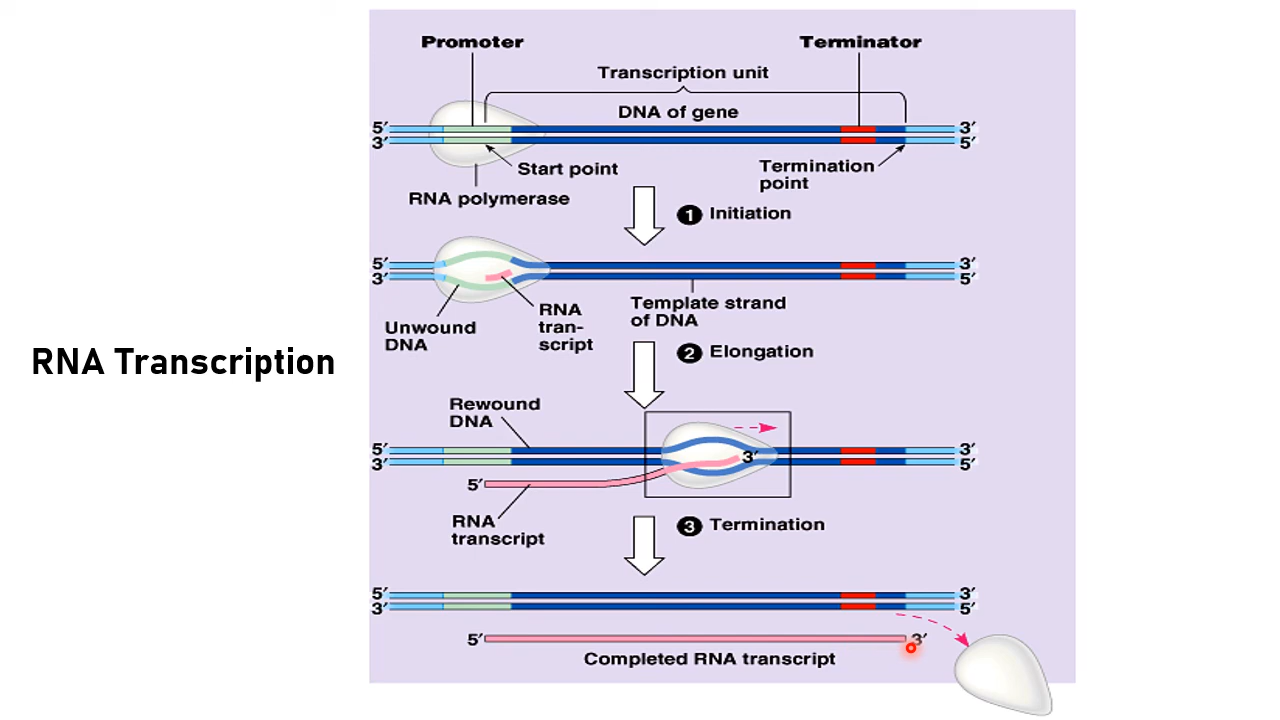 Promoter
Terminator
Transcription unit
DNA of gene
5′
3′
3′
5′
Start point
Termination
point
RNA polymerase
1 Initiation
5′
3′
3′
5′
RNA
tran-
script
Template strand
of DNA
Unwound
DNA
2 Elongation
RNA Transcription
Rewound
DNA
5′
3′
3′
3′
5′
5′
RNA
transcript
3 Termination
5′
3′
3′
5′
5′
3′
Completed RNA transcript